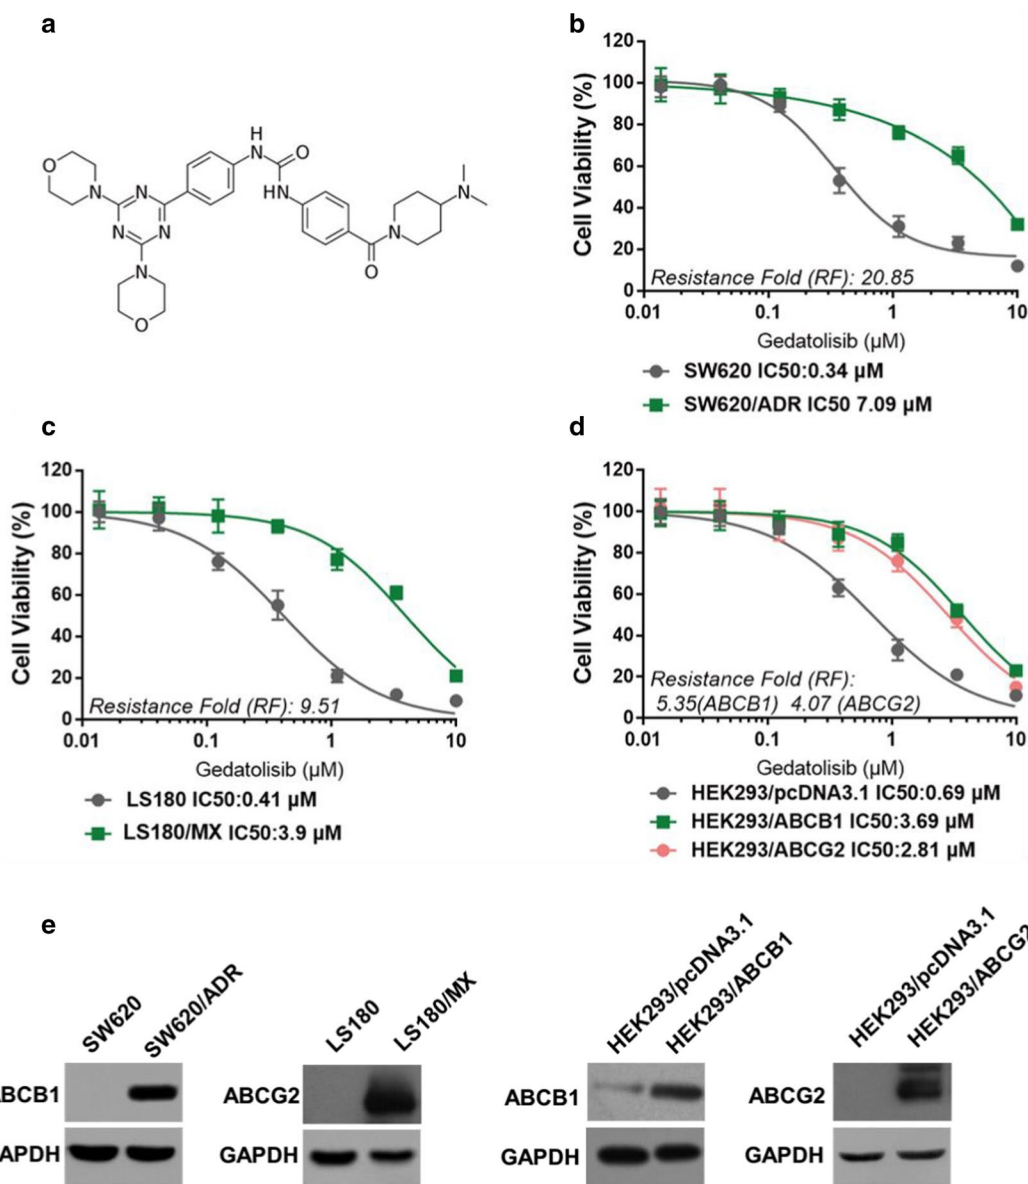 a
H
N
O
HN
O
N
N
N
N
N
N
O
N
O
b
120
100
80
60
40
20
0
Cell Viability (%)
Resistance Fold (RF): 20.85
0.01
0.1
1
10
Gedatolisib (µM)
SW620 IC50:0.34 µM
SW620/ADR IC50 7.09 µM
c
120
100
80
60
40
20
0
Cell Viability (%)
Resistance Fold (RF): 9.51
0.01
0.1
1
10
Gedatolisib (µM)
LS180 IC50:0.41 µM
LS180/MX IC50:3.9 µM
d
120
100
80
60
40
20
0
Cell Viability (%)
Resistance Fold (RF):
5.35(ABCB1) 4.07 (ABCG2)
0.01
0.1
1
10
Gedatolisib (µM)
HEK293/pcDNA3.1 IC50:0.69 µM
HEK293/ABCB1 IC50:3.69 µM
HEK293/ABCG2 IC50:2.81 µM
e
SW620
SW620/ADR
BCB1
APDH
LS180
LS180/MX
ABCG2
GAPDH
HEK293/pcDNA3.1
HEK293/ABCB1
ABCB1
GAPDH
HEK293/pcDNA3.1
HEK293/ABCG2
ABCG2
GAPDH